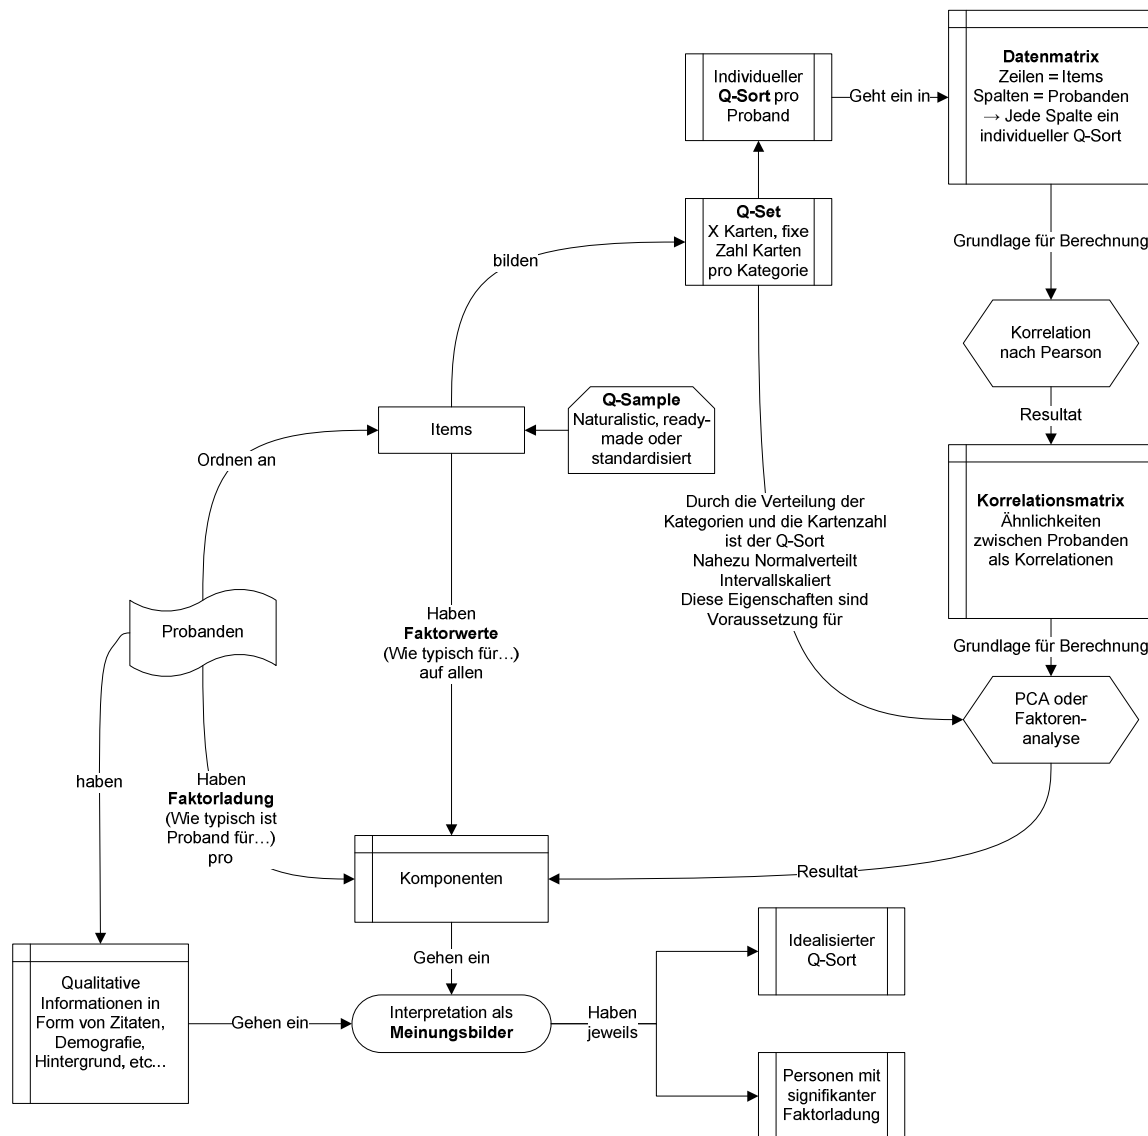 Datenmatrix
Zeilen = Items
Spalten = Probanden
→ Jede Spalte ein
individueller Q-Sort
Individueller
Q-Sort pro
Proband
Geht ein in
Q-Set
X Karten, fixe
Zahl Karten
pro Kategorie
Grundlage für Berechnung
bilden
Korrelation
nach Pearson
Q-Sample
Naturalistic, ready-
made oder
standardisiert
Items
Resultat
Ordnen an
Korrelationsmatrix
Ähnlichkeiten
zwischen Probanden
als Korrelationen
Durch die Verteilung der
Kategorien und die Kartenzahl
ist der Q-Sort
Nahezu Normalverteilt
Intervallskaliert
Diese Eigenschaften sind
Voraussetzung für
Haben
Faktorwerte
(Wie typisch für…)
auf allen
Probanden
Grundlage für Berechnung
PCA oder
Faktoren-
analyse
haben
Haben
Faktorladung
(Wie typisch ist
Proband für…)
pro
Komponenten
Resultat
Gehen ein
Idealisierter
Q-Sort
Qualitative
Informationen in
Form von Zitaten,
Demografie,
Hintergrund, etc…
Gehen ein
Interpretation als
Meinungsbilder
Haben
jeweils
Personen mit
signifikanter
Faktorladung